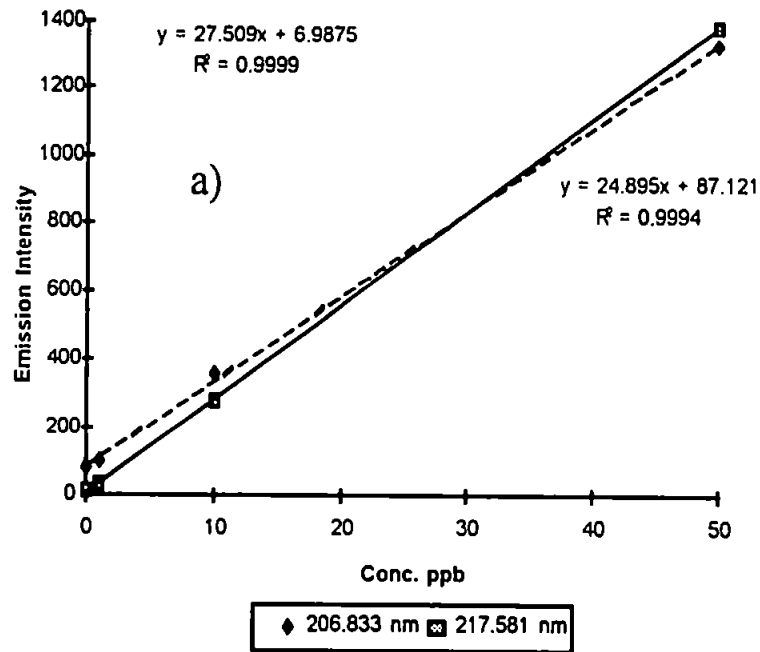 1400
y = 27.509x + 6.9875
R² = 0.9999
1200
1000
a)
y = 24.895x + 87.121
R² = 0.9994
800
600
400
200
0
Emission Intensity
0 10 20 30 40 50
Conc. ppb
206.833 nm 217.581 nm